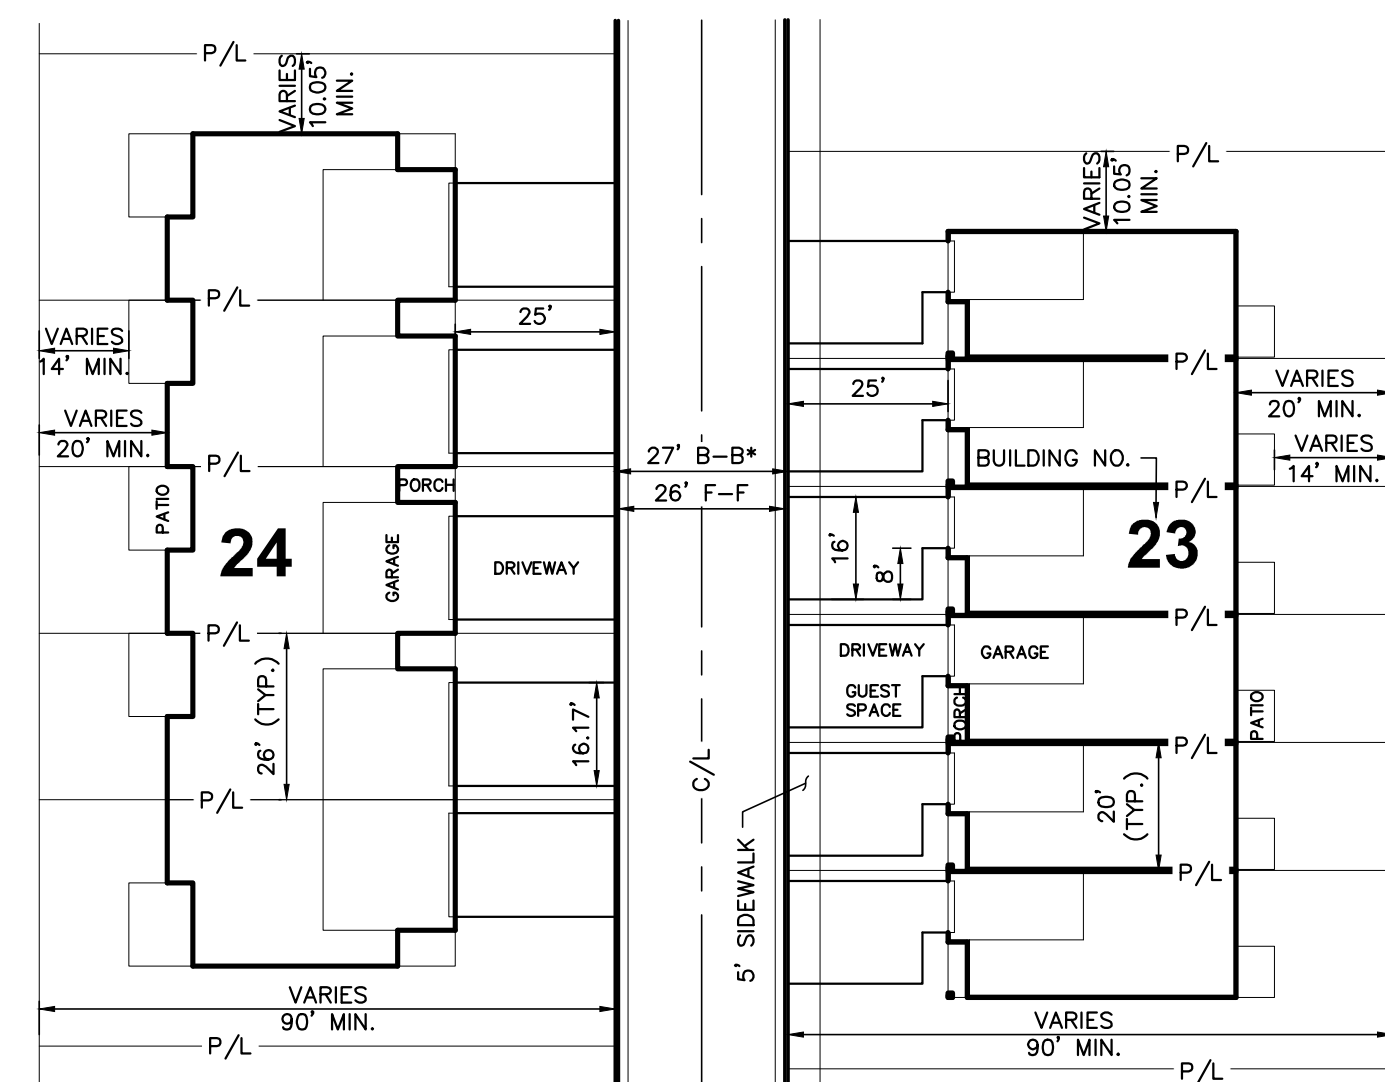 P/L
VARIES
10.05'
MIN.
P/L
VARIES
10.05'
MIN.
P/L
25'
VARIES
14' MIN.
P/L
VARIES
20' MIN.
25'
VARIES
20' MIN.
P/L
27' B-B*
26' F-F
BUILDING NO.
VARIES
14' MIN.
PORCH
PATIO
P/L
24
GARAGE
DRIVEWAY
16'
8'
23
P/L
P/L
DRIVEWAY
GARAGE
GUEST
SPACE
PORCH
PATIO
26' (TYP.)
16.17'
P/L
C/L
P/L
20'
(TYP.)
5' SIDEWALK
P/L
VARIES
90' MIN.
VARIES
90' MIN.
P/L
P/L